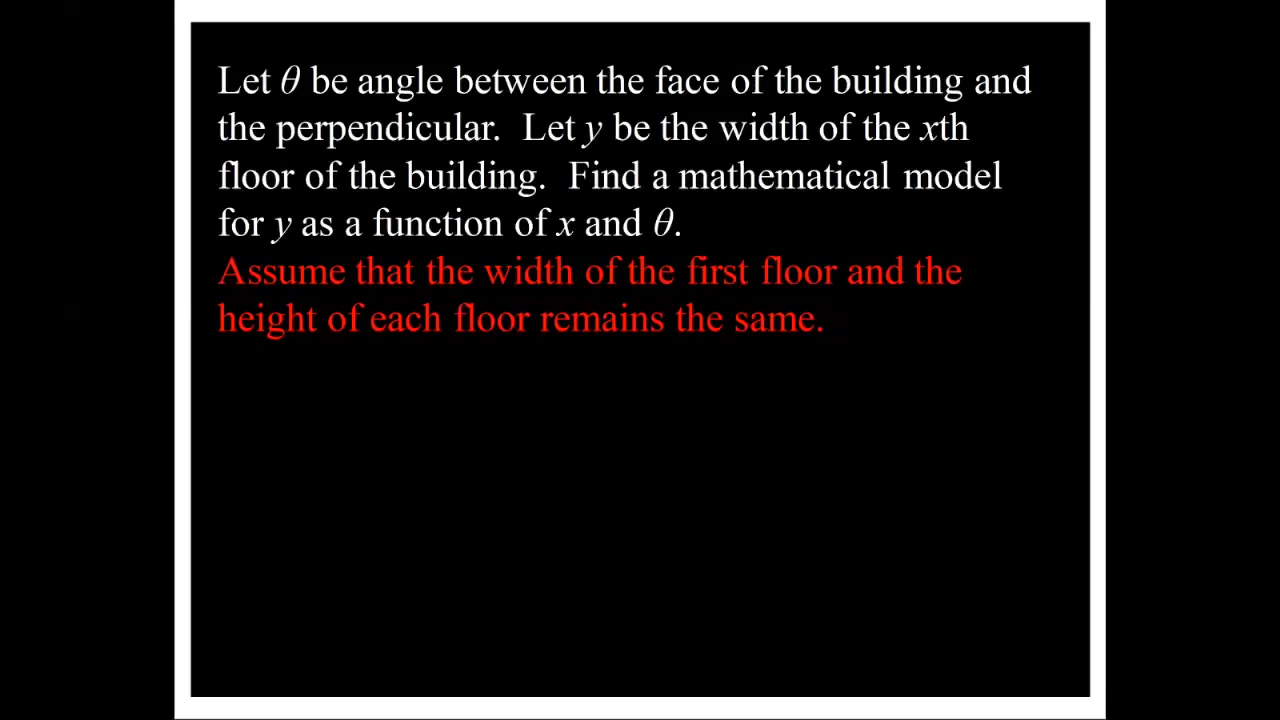 Let θ be angle between the face of the building and
the perpendicular. Let y be the width of the xth
floor of the building. Find a mathematical model
for y as a function of x and θ.
Assume that the width of the first floor and the
height of each floor remains the same.